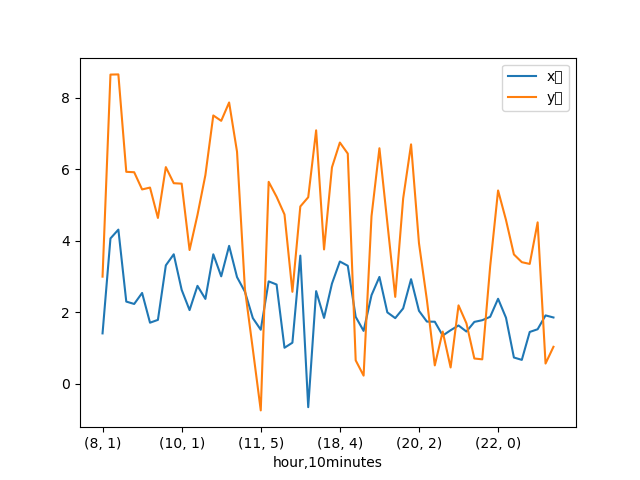 x
y
8
6
4
2
0
(8, 1) (10, 1) (11, 5) (18, 4) (20, 2) (22, 0)
hour,10minutes